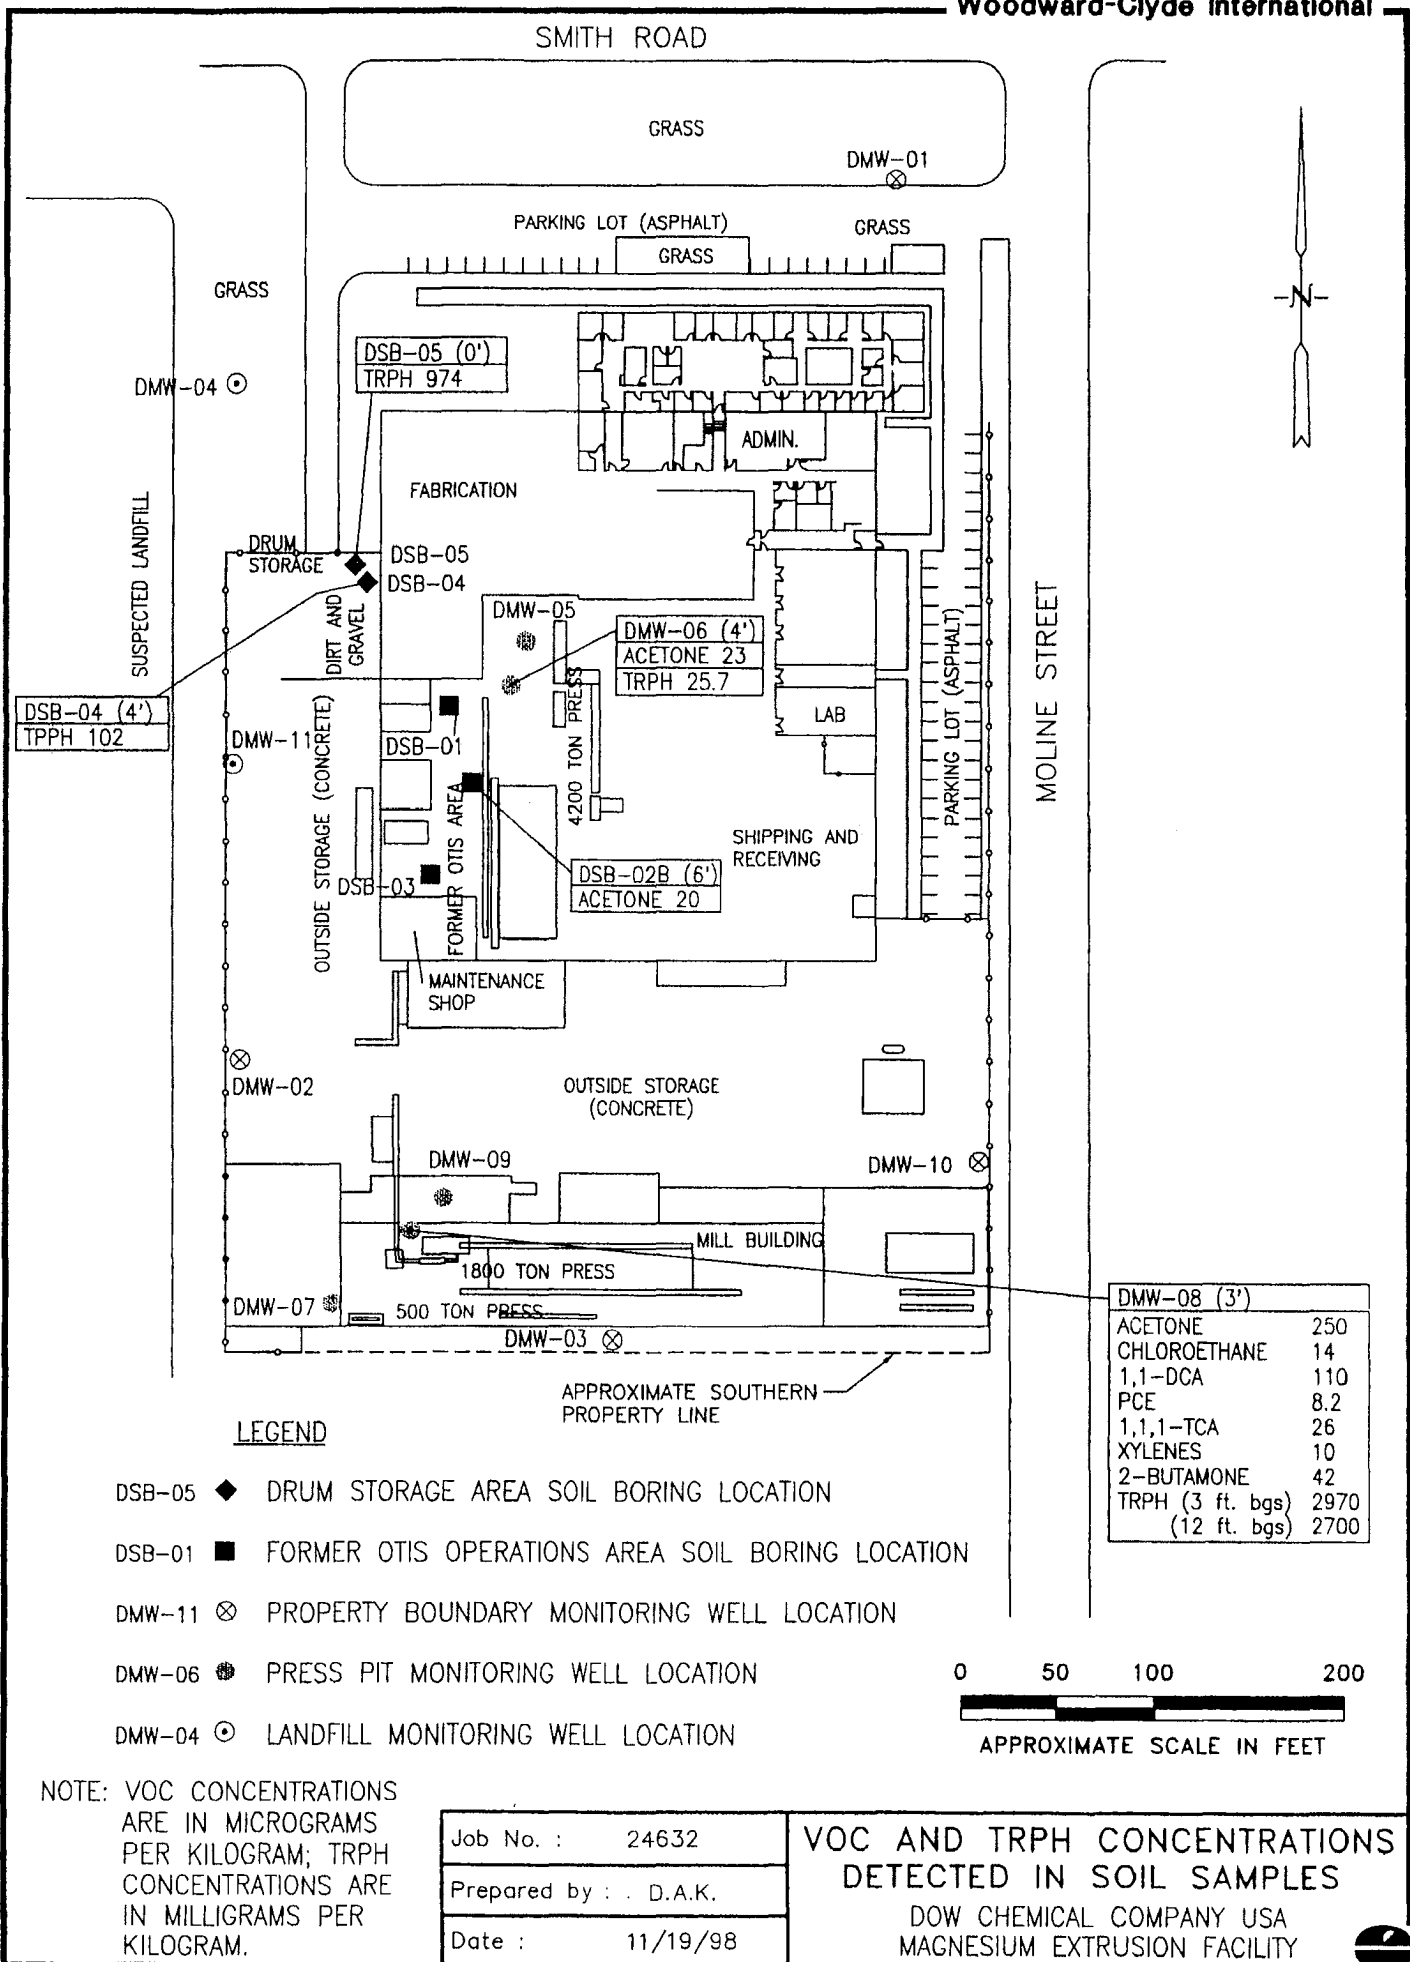 Woodward-Clyde International
SMITH ROAD
GRASS
DMW-01
PARKING LOT (ASPHALT)
GRASS
GRASS
GRASS
DSB-05 (0')
TRPH 974
DMW-04
ADMIN.
FABRICATION
SUSPECTED LANDFILL
DRUM
STORAGE
DSB-05
DSB-04
DIRT AND
GRAVEL
DMW-05
DMW-06 (4')
ACETONE 23
TRPH 25.7
DSB-04 (4')
TPPH 102
DMW-11
DSB-01
OUTSIDE STORAGE (CONCRETE)
4200 TON PRESS
LAB
PARKING LOT (ASPHALT)
MOLINE STREET
FORMER OTIS AREA
SHIPPING AND
RECEIVING
DSB-02B (6')
ACETONE 20
DSB-03
MAINTENANCE
SHOP
DMW-02
OUTSIDE STORAGE
(CONCRETE)
DMW-09
DMW-10
MILL BUILDING
1800 TON PRESS
DMW-07
500 TON PRESS
DMW-03
DMW-08 (3')
ACETONE 250
CHLOROETHANE 14
1,1-DCA 110
PCE 8.2
1,1,1-TCA 26
XYLENES 10
2-BUTAMONE 42
TRPH (3 ft. bgs) 2970
(12 ft. bgs) 2700
APPROXIMATE SOUTHERN
PROPERTY LINE
LEGEND
DSB-05 DRUM STORAGE AREA SOIL BORING LOCATION
DSB-01 FORMER OTIS OPERATIONS AREA SOIL BORING LOCATION
DMW-11 PROPERTY BOUNDARY MONITORING WELL LOCATION
DMW-06 PRESS PIT MONITORING WELL LOCATION
DMW-04 LANDFILL MONITORING WELL LOCATION
0 50 100 200
APPROXIMATE SCALE IN FEET
N
NOTE: VOC CONCENTRATIONS
ARE IN MICROGRAMS
PER KILOGRAM; TRPH
CONCENTRATIONS ARE
IN MILLIGRAMS PER
KILOGRAM.
Job No. : 24632
Prepared by : . D.A.K.
Date : 11/19/98
VOC AND TRPH CONCENTRATIONS
DETECTED IN SOIL SAMPLES
DOW CHEMICAL COMPANY USA
MAGNESIUM EXTRUSION FACILITY